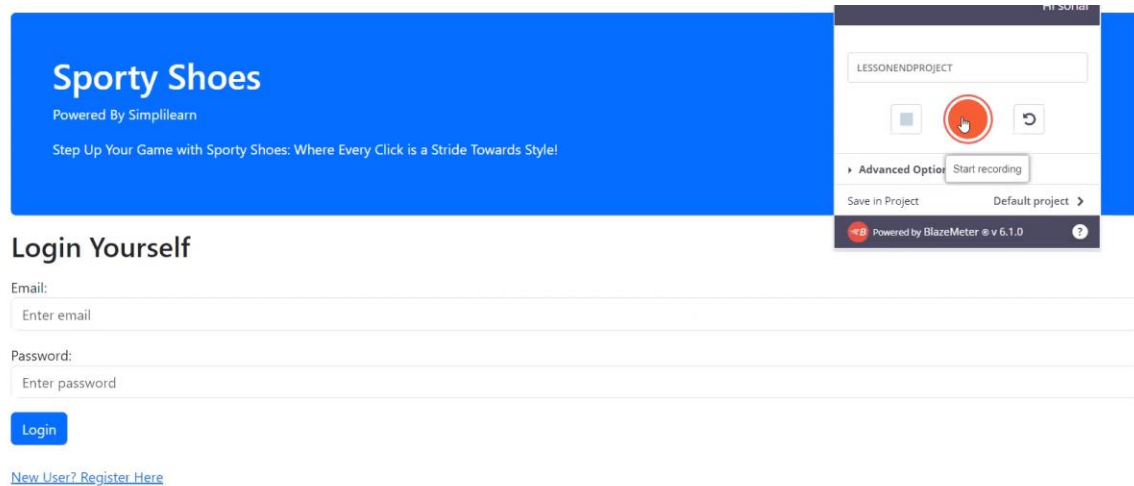 Hi sonal
Sporty Shoes
Powered By Simplilearn
Step Up Your Game with Sporty Shoes: Where Every Click is a Stride Towards Style!
LESSONENDPROJECT
Advanced Option
Start recording
Save in Project Default project
Powered by BlazeMeter ® v 6.1.0 ?
Login Yourself
Email:
Enter email
Password:
Enter password
Login
New User? Register Here